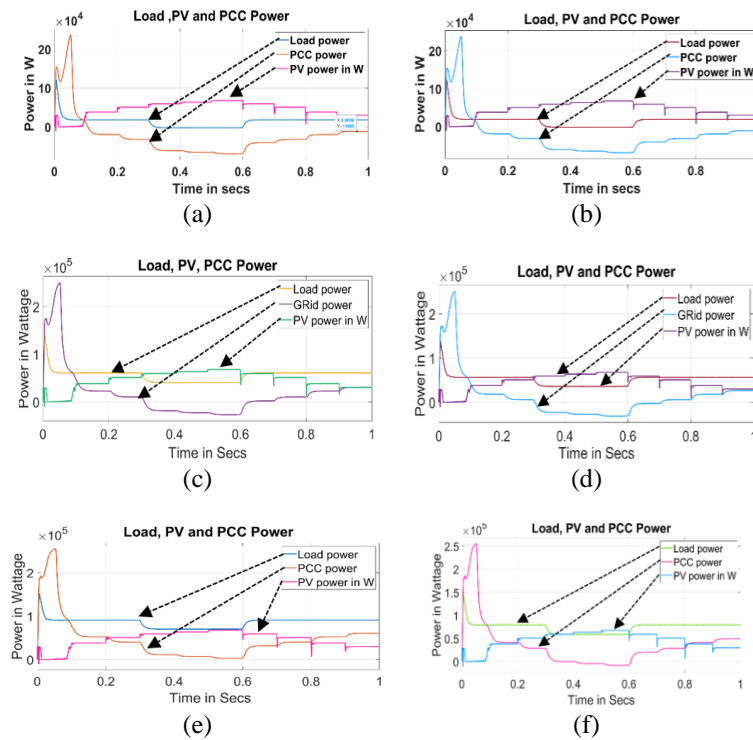 Load ,PV and PCC Power
×10⁴
Power in W
20
10
0
Load power
PCC power
PV power in W
0 0.2 0.4 0.6 0.8 1
Time in secs
(a)
Load, PV and PCC Power
×10⁴
20
10
0
Load power
PCC power
PV power in W
0 0.2 0.4 0.6 0.8 1
Time in secs
(b)
Load, PV, PCC Power
×10⁵
Power in Wattage
2
1
0
Load power
GRid power
PV power in W
0 0.2 0.4 0.6 0.8 1
Time in Secs
(c)
Load, PV and PCC Power
×10⁵
Power in Wattage
2
1
0
Load power
GRid power
PV power in W
0 0.2 0.4 0.6 0.8 1
Time in Secs
(d)
Load, PV and PCC Power
×10⁵
Power in Wattage
2
1
0
Load power
PCC power
PV power in W
0 0.2 0.4 0.6 0.8 1
Time in Secs
(e)
Load, PV and PCC Power
×10⁵
Power in Wattage
2.5
2
1.5
1
0.5
0
Load power
PCC power
PV power in W
0 0.2 0.4 0.6 0.8 1
Time in Secs
(f)